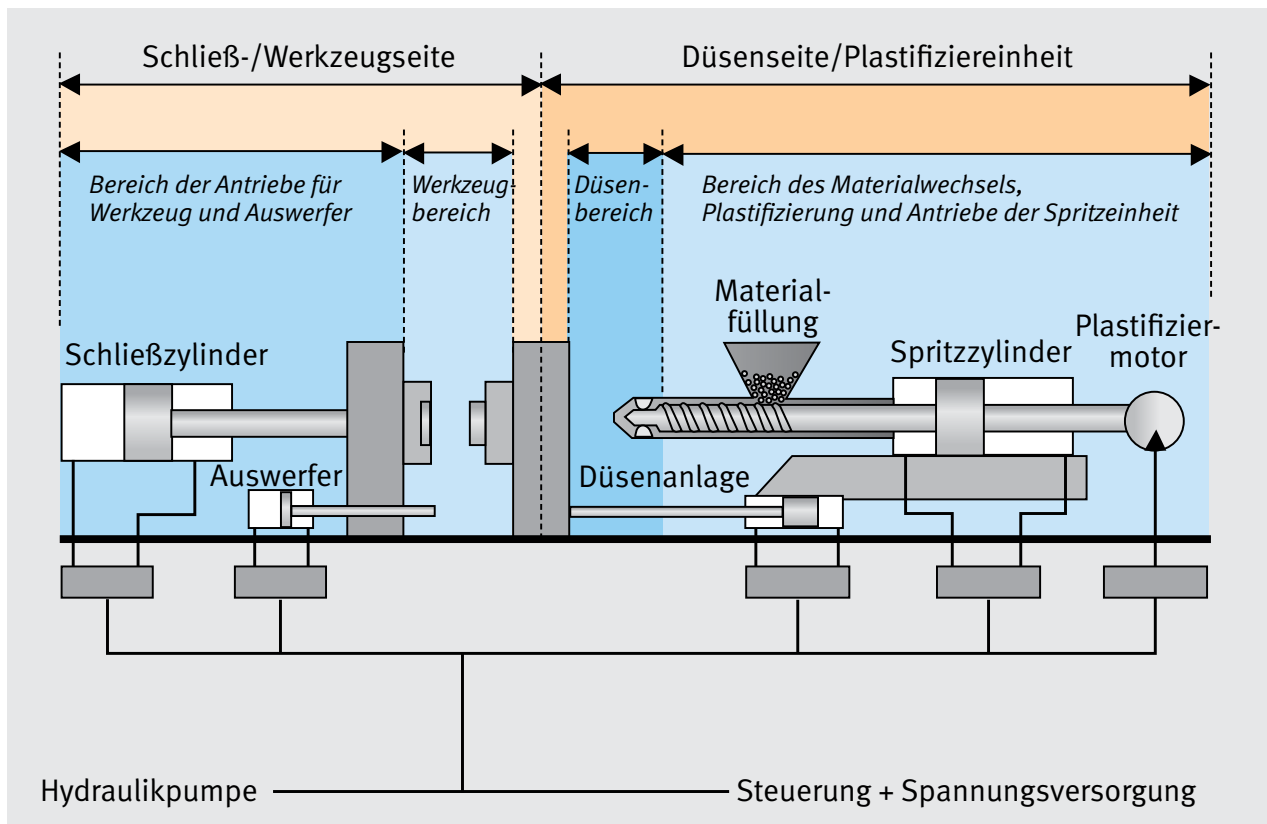 Schließ-/Werkzeugseite
Düsenseite/Plastifiziereinheit
Bereich der Antriebe für
Werkzeug und Auswerfer
Werkzeug-
bereich
Düsen-
bereich
Bereich des Materialwechsels,
Plastifizierung und Antriebe der Spritzeinheit
Material-
füllung
Plastifizier-
motor
Schließzylinder
Spritzzylinder
Auswerfer
Düsenanlage
Hydraulikpumpe
Steuerung + Spannungsversorgung